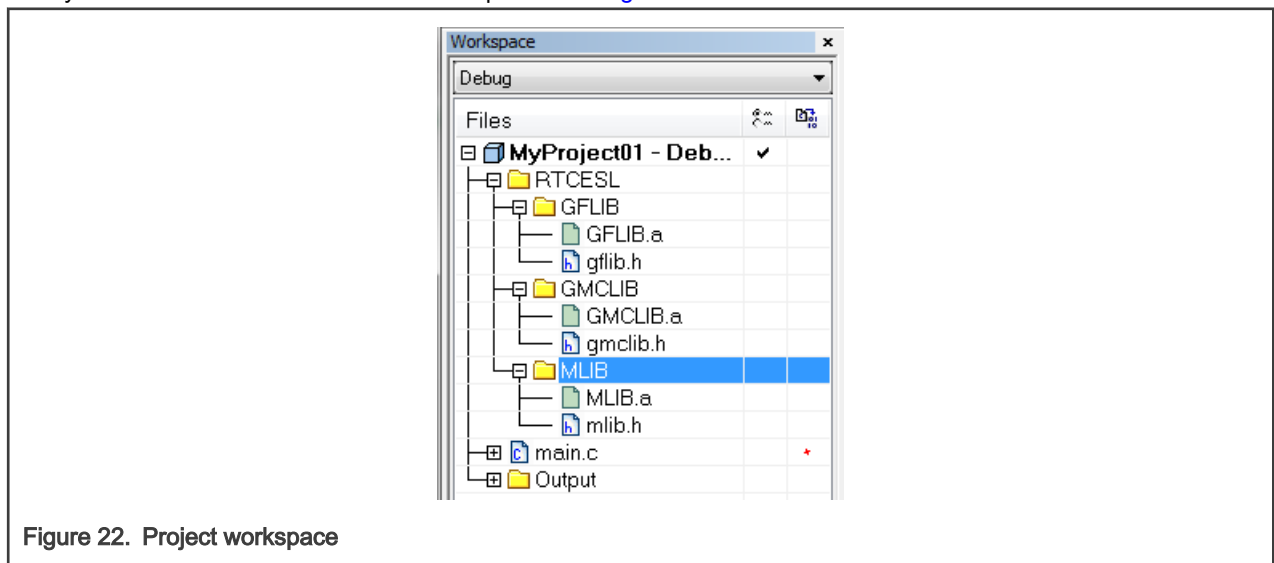 Workspace
Debug
Files
MyProject01 - Deb...
RTCESL
GFLIB
GFLIB.a
gflib.h
GMCLIB
GMCLIB.a
gmclib.h
MLIB
MLIB.a
mlib.h
main.c
Output
Figure 22. Project workspace